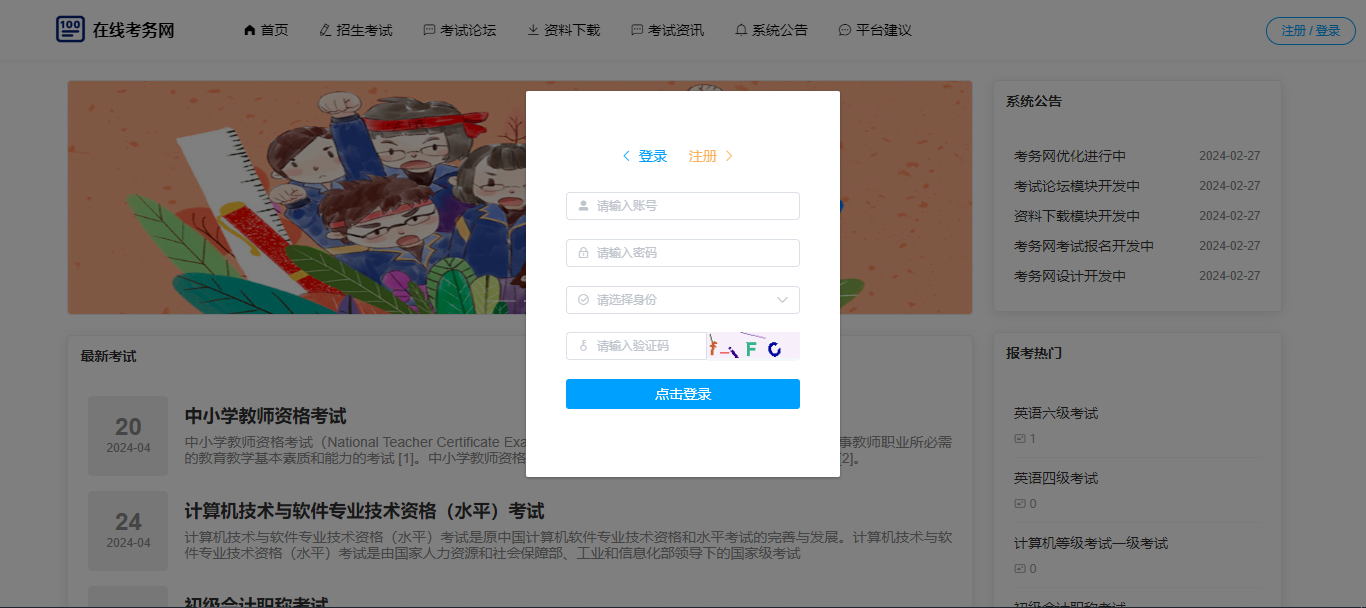 100 在线考务网 首页 招生考试 考试论坛 资料下载 考试资讯 系统公告 平台建议 注册 / 登录
登录 注册
请输入账号
请输入密码
请选择身份
请输入验证码
点击登录
系统公告
考务网优化进行中 2024-02-27
考试论坛模块开发中 2024-02-27
资料下载模块开发中 2024-02-27
考务网考试报名开发中 2024-02-27
考务网设计开发中 2024-02-27
最新考试
20
2024-04
中小学教师资格考试
中小学教师资格考试（National Teacher Certificate Exa 事教师职业所必需
的教育教学基本素质和能力的考试 [1]。中小学教师资格 [2]。
24
2024-04
计算机技术与软件专业技术资格（水平）考试
计算机技术与软件专业技术资格（水平）考试是原中国计算机软件专业技术资格和水平考试的完善与发展。计算机技术与软
件专业技术资格（水平）考试是由国家人力资源和社会保障部、工业和信息化部领导下的国家级考试
初级会计职称考试
报考热门
英语六级考试
1
英语四级考试
0
计算机等级考试一级考试
0
初级会计职称考试